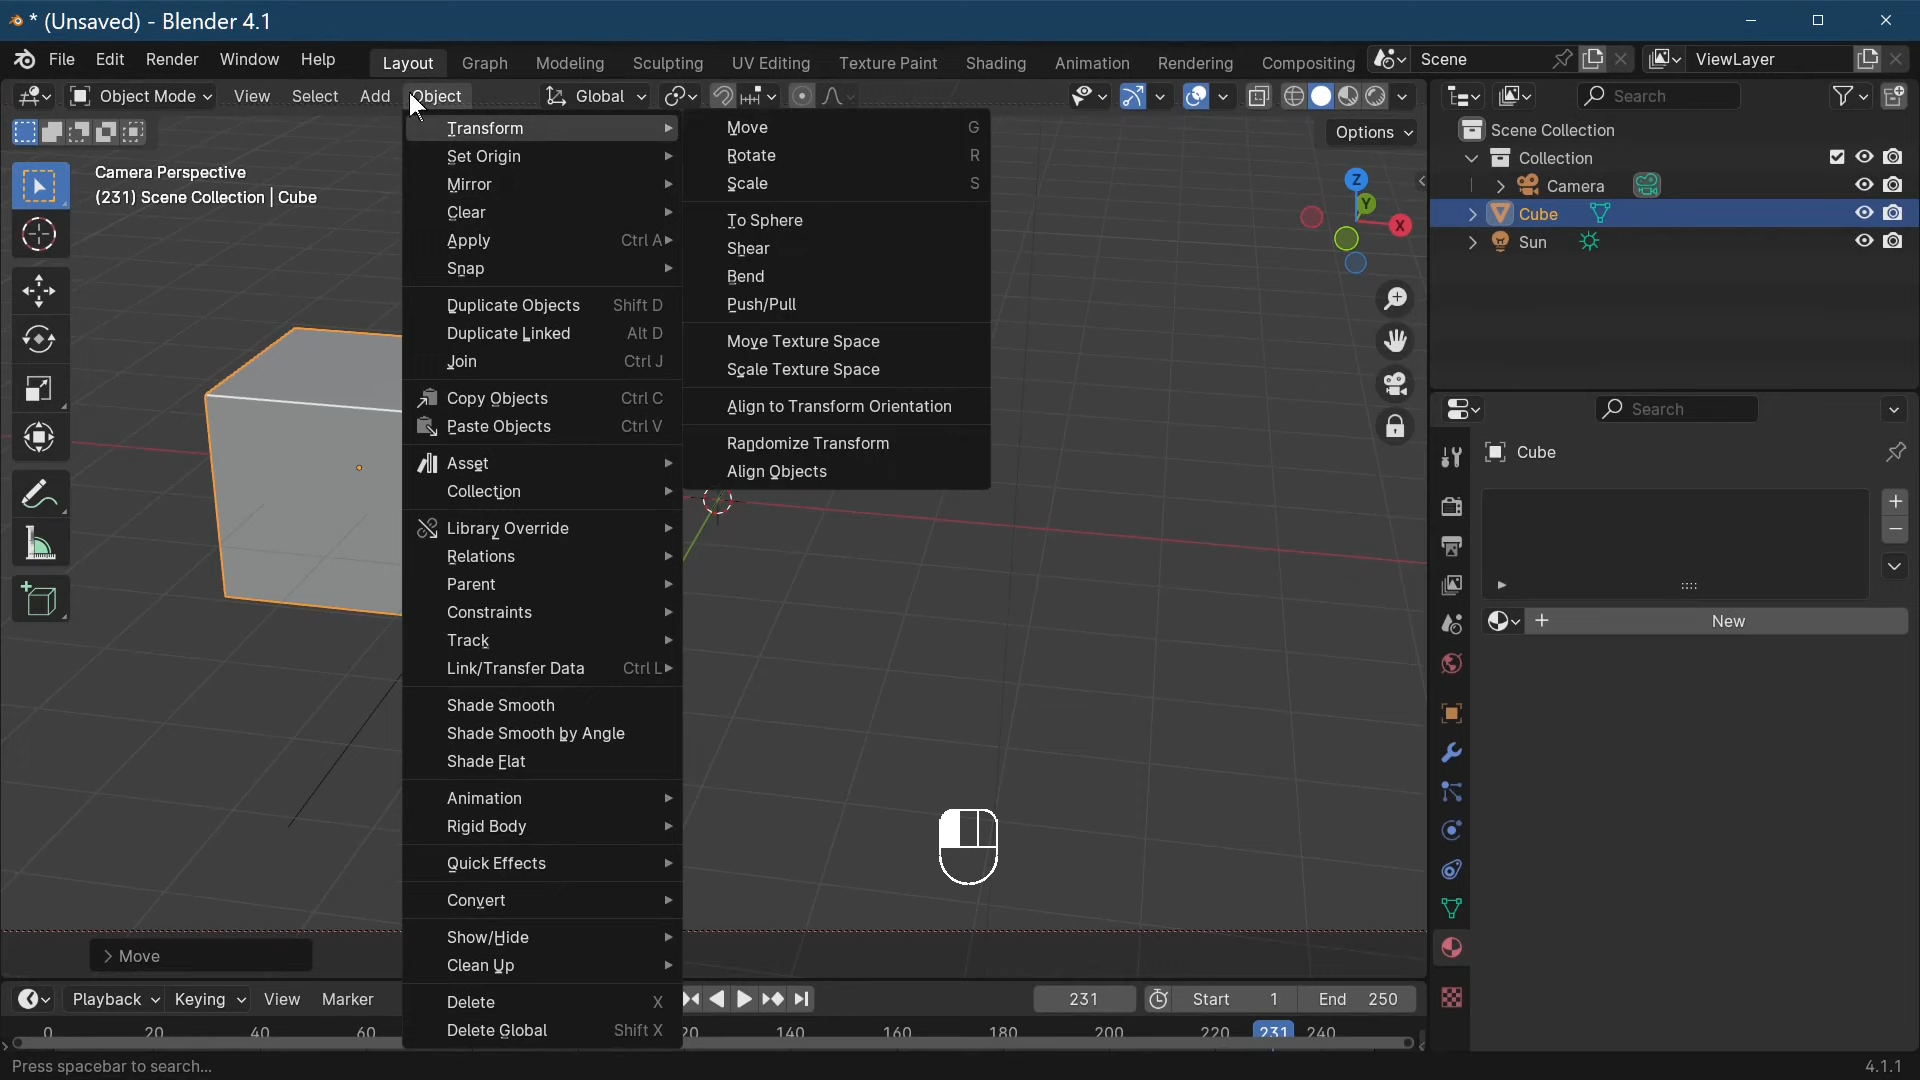 * (Unsaved) - Blender 4.1
File Edit Render Window Help Layout Graph Modeling Sculpting UV Editing Texture Paint Shading Animation Rendering Compositing Scene ViewLayer
Object Mode View Select Add Object Global Search
Options
Camera Perspective
(231) Scene Collection | Cube
Transform
Set Origin
Mirror
Clear
Apply Ctrl A
Snap
Duplicate Objects Shift D
Duplicate Linked Alt D
Join Ctrl J
Copy Objects Ctrl C
Paste Objects Ctrl V
Asset
Collection
Library Override
Relations
Parent
Constraints
Track
Link/Transfer Data Ctrl L
Shade Smooth
Shade Smooth by Angle
Shade Flat
Animation
Rigid Body
Quick Effects
Convert
Show/Hide
Clean Up
Delete X
Delete Global Shift X
Move G
Rotate R
Scale S
To Sphere
Shear
Bend
Push/Pull
Move Texture Space
Scale Texture Space
Align to Transform Orientation
Randomize Transform
Align Objects
Z
Y
X
Scene Collection
Collection
Camera
Cube
Sun
Search
Cube
New
Move
Playback Keying View Marker 231 Start 1 End 250
0 20 40 60 20 140 160 180 200 220 231 240
Press spacebar to search... 4.1.1